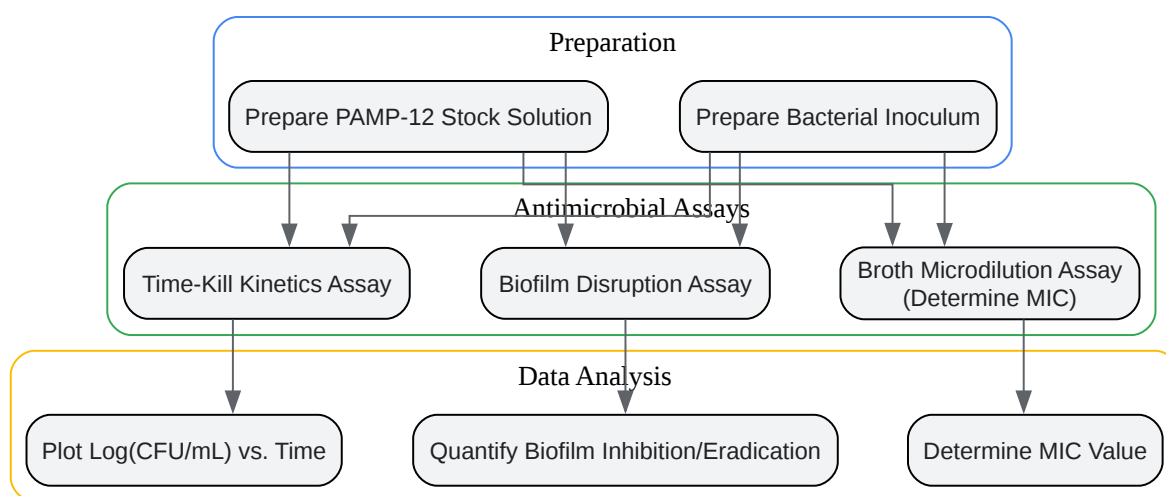 Preparation
Prepare PAMP-12 Stock Solution
Prepare Bacterial Inoculum
Antimicrobial Assays
Time-Kill Kinetics Assay
Biofilm Disruption Assay
Broth Microdilution Assay
(Determine MIC)
Data Analysis
Plot Log(CFU/mL) vs. Time
Quantify Biofilm Inhibition/Eradication
Determine MIC Value